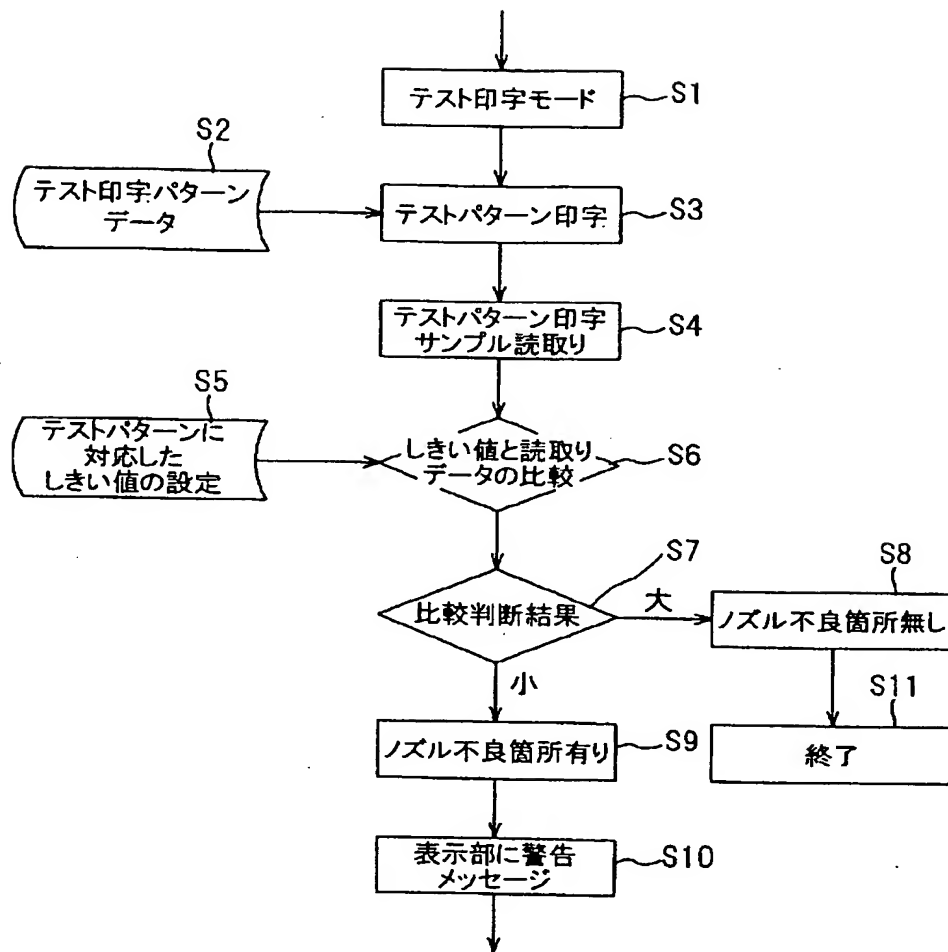 テスト印字モード
S1
S2
テスト印字パターン
データ
テストパターン印字
S3
テストパターン印字
サンプル読取り
S4
S5
テストパターンに
対応した
しきい値の設定
しきい値と読取り
データの比較
S6
S7
比較判断結果
大
S8
ノズル不良箇所無し
小
S11
終了
ノズル不良箇所有り
S9
表示部に警告
メッセージ
S10